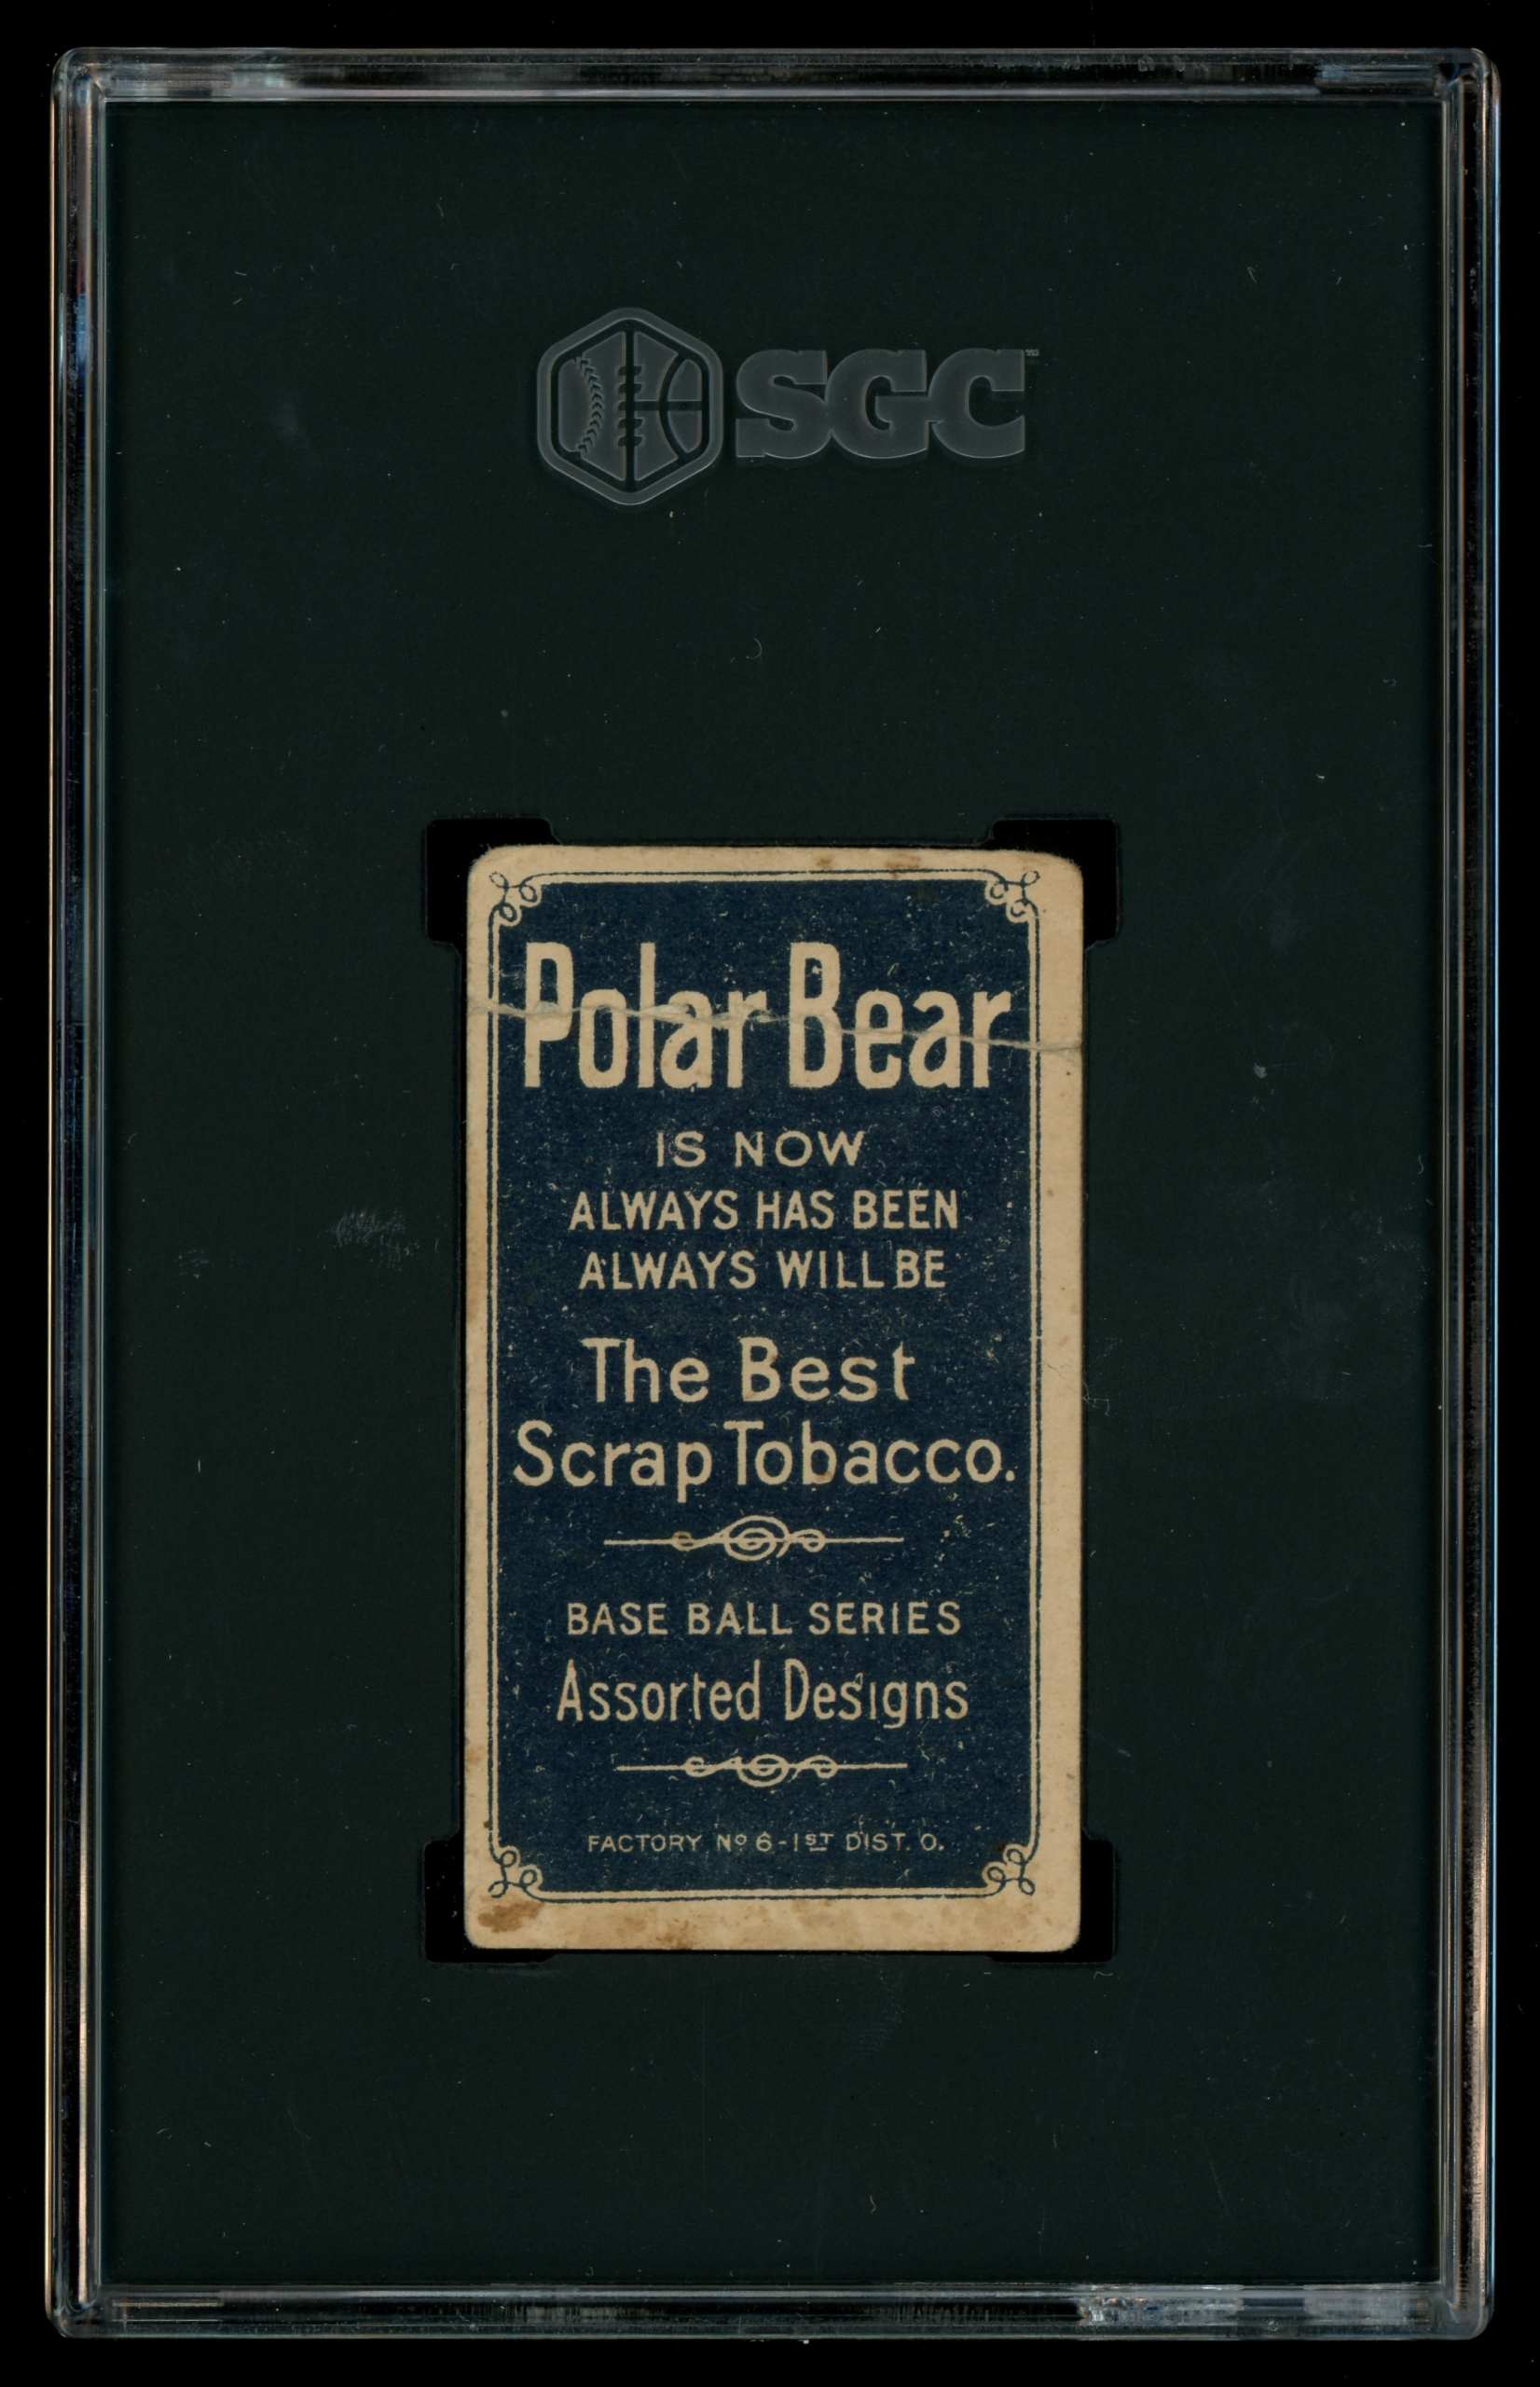 SGC™
Polar Bear
IS NOW
ALWAYS HAS BEEN
ALWAYS WILL BE
The Best
Scrap Tobacco.
BASE BALL SERIES
Assorted Designs
FACTORY Nº 6-1ST DIST. O.